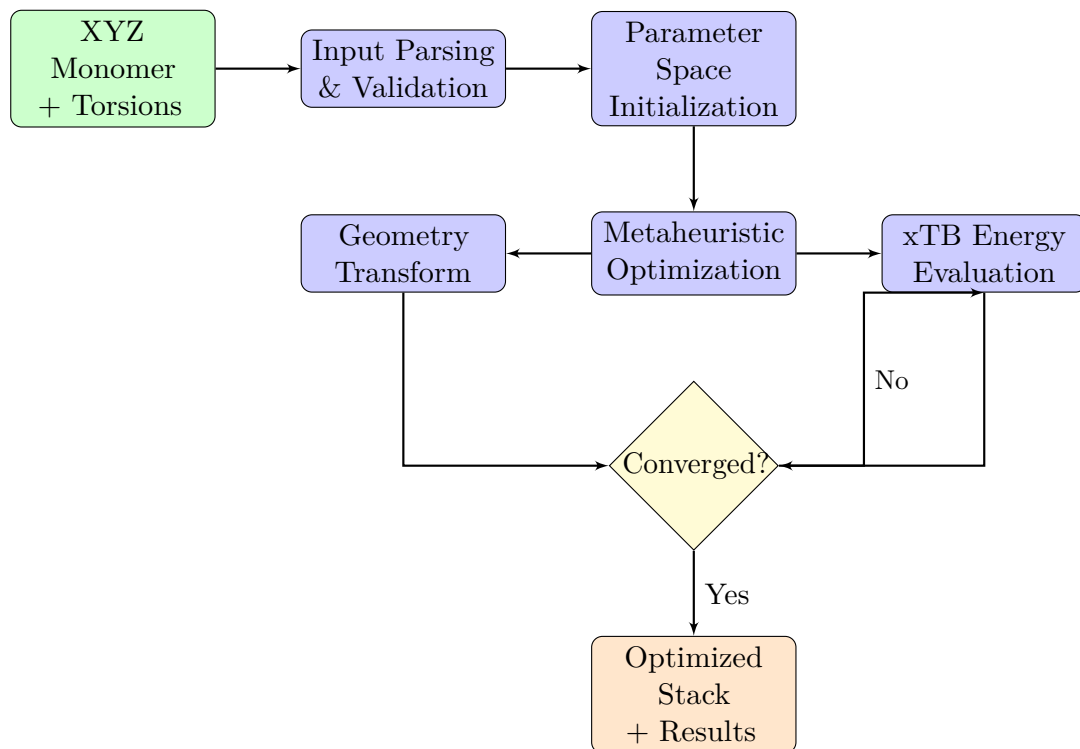 XYZ
Monomer
+ Torsions
Input Parsing
& Validation
Parameter
Space
Initialization
Geometry
Transform
Metaheuristic
Optimization
xTB Energy
Evaluation
No
Converged?
Yes
Optimized
Stack
+ Results